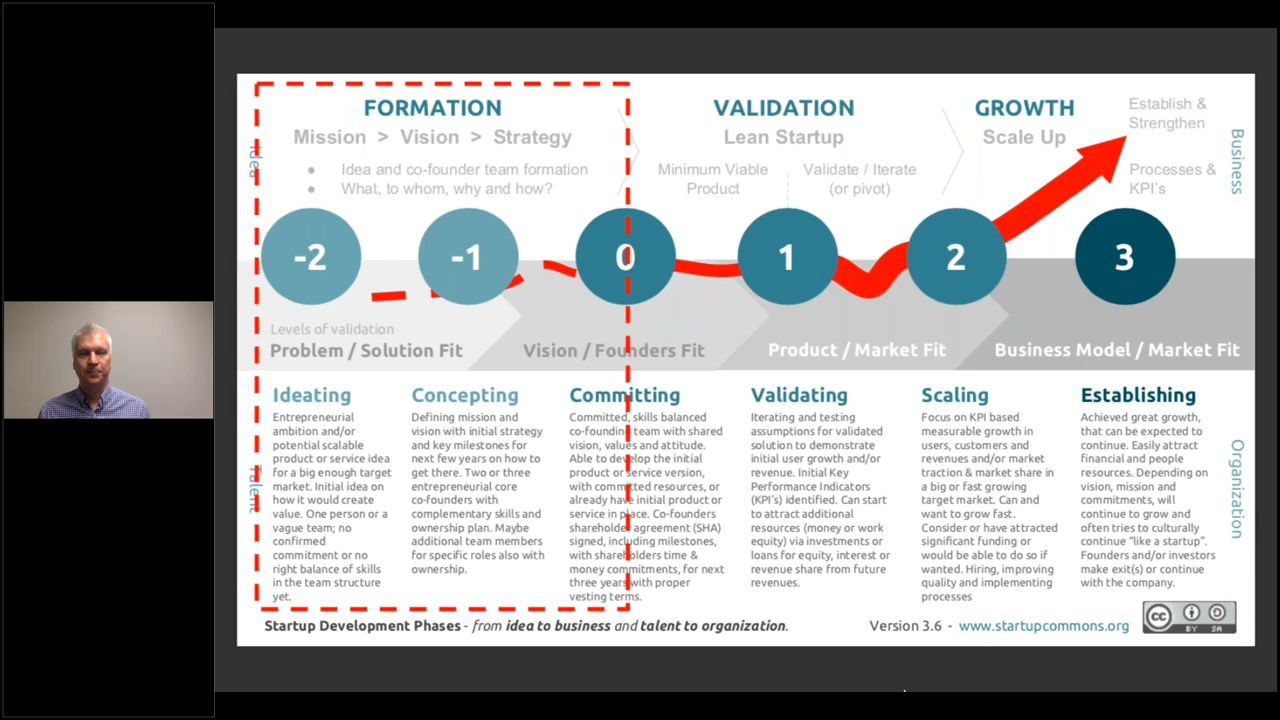 FORMATION
Mission > Vision > Strategy
● Idea and co-founder team formation
● What, to whom, why and how?
VALIDATION
Lean Startup
Minimum Viable
Product
Validate / Iterate
(or pivot)
GROWTH
Scale Up
Establish &
Strengthen
Processes &
KPI's
Idea
Business
-2
-1
0
1
2
3
Levels of validation
Problem / Solution Fit
Vision / Founders Fit
Product / Market Fit
Business Model / Market Fit
Talent
Organization
Ideating
Entrepreneurial
ambition and/or
potential scalable
product or service idea
for a big enough target
market. Initial idea on
how it would create
value. One person or a
vague team; no
confirmed
commitment or no
right balance of skills
in the team structure
yet.
Concepting
Defining mission and
vision with initial strategy
and key milestones for
next few years on how to
get there. Two or three
entrepreneurial core
co-founders with
complementary skills and
ownership plan. Maybe
additional team members
for specific roles also with
ownership.
Committing
Committed, skills balanced
co-founding team with shared
vision, values and attitude.
Able to develop the initial
product or service version,
with committed resources, or
already have initial product or
service in place. Co-founders
shareholder agreement (SHA)
signed, including milestones,
with shareholders time &
money commitments, for next
three years with proper
vesting terms.
Validating
Iterating and testing
assumptions for validated
solution to demonstrate
initial user growth and/or
revenue. Initial Key
Performance Indicators
(KPI's) identified. Can start
to attract additional
resources (money or work
equity) via investments or
loans for equity, interest or
revenue share from future
revenues.
Scaling
Focus on KPI based
measurable growth in
users, customers and
revenues and/or market
traction & market share in
a big or fast growing
target market. Can and
want to grow fast.
Consider or have attracted
significant funding or
would be able to do so if
wanted. Hiring, improving
quality and implementing
processes
Establishing
Achieved great growth,
that can be expected to
continue. Easily attract
financial and people
resources. Depending on
vision, mission and
commitments, will
continue to grow and
often tries to culturally
continue "like a startup".
Founders and/or investors
make exit(s) or continue
with the company.
Startup Development Phases - from idea to business and talent to organization.
Version 3.6 - www.startupcommons.org
cc
BY SA